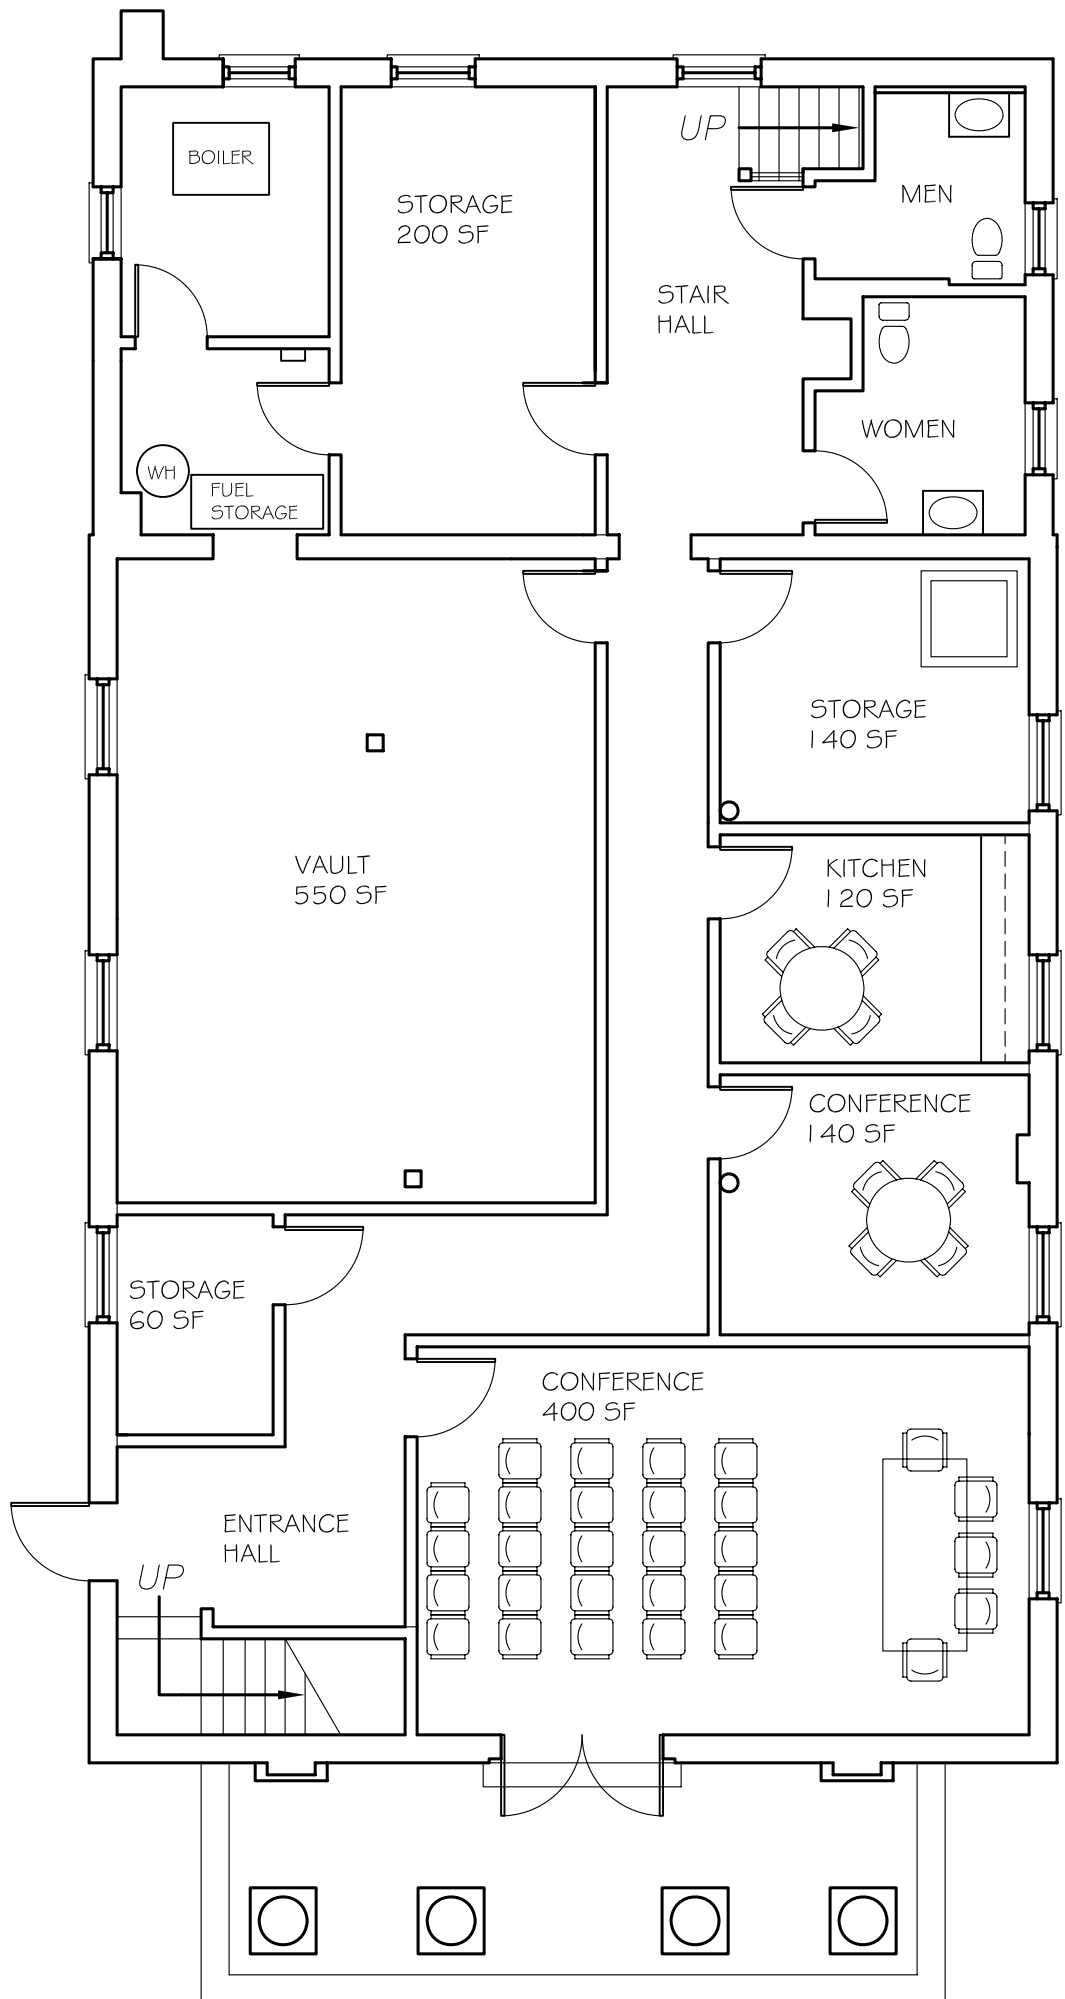 BOILER
STORAGE
200 SF
UP
MEN
STAIR
HALL
WOMEN
WH
FUEL
STORAGE
STORAGE
140 SF
VAULT
550 SF
KITCHEN
120 SF
CONFERENCE
140 SF
STORAGE
60 SF
CONFERENCE
400 SF
ENTRANCE
HALL
UP